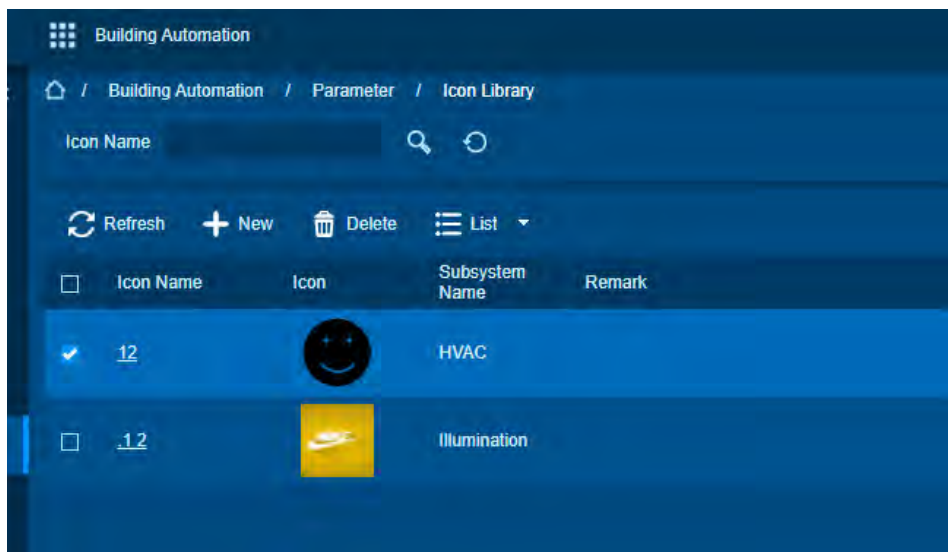 Building Automation
/ Building Automation / Parameter / Icon Library
Icon Name
Refresh New Delete List
Icon Name Icon Subsystem Name Remark
12 HVAC
.1.2 Illumination